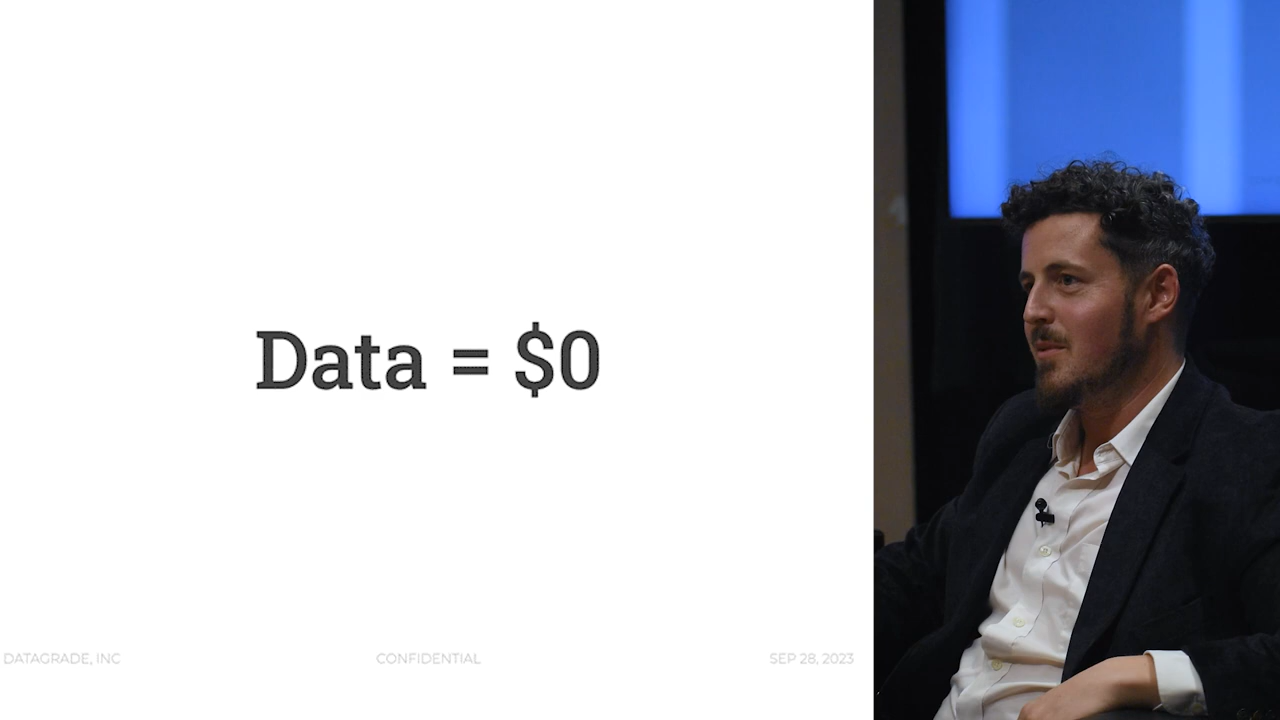 Data = $0
DATAGRADE, INC
CONFIDENTIAL
SEP 28, 2023